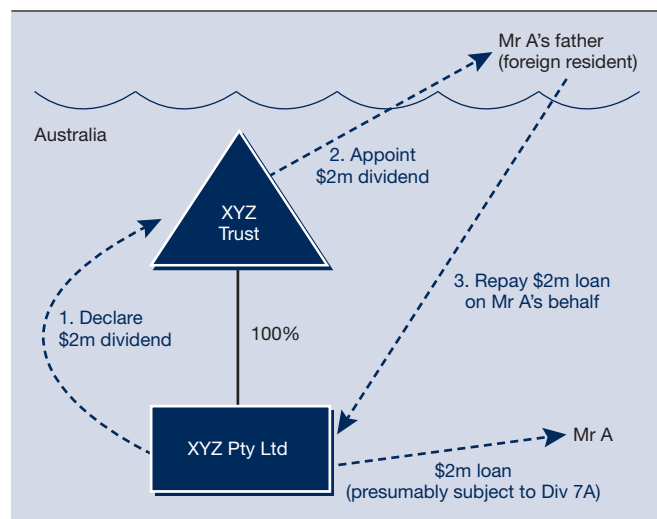 Mr A's father
(foreign resident)
Australia
2. Appoint
$2m dividend
XYZ
Trust
3. Repay $2m loan
on Mr A's behalf
1. Declare
$2m dividend
100%
XYZ Pty Ltd
Mr A
$2m loan
(presumably subject to Div 7A)